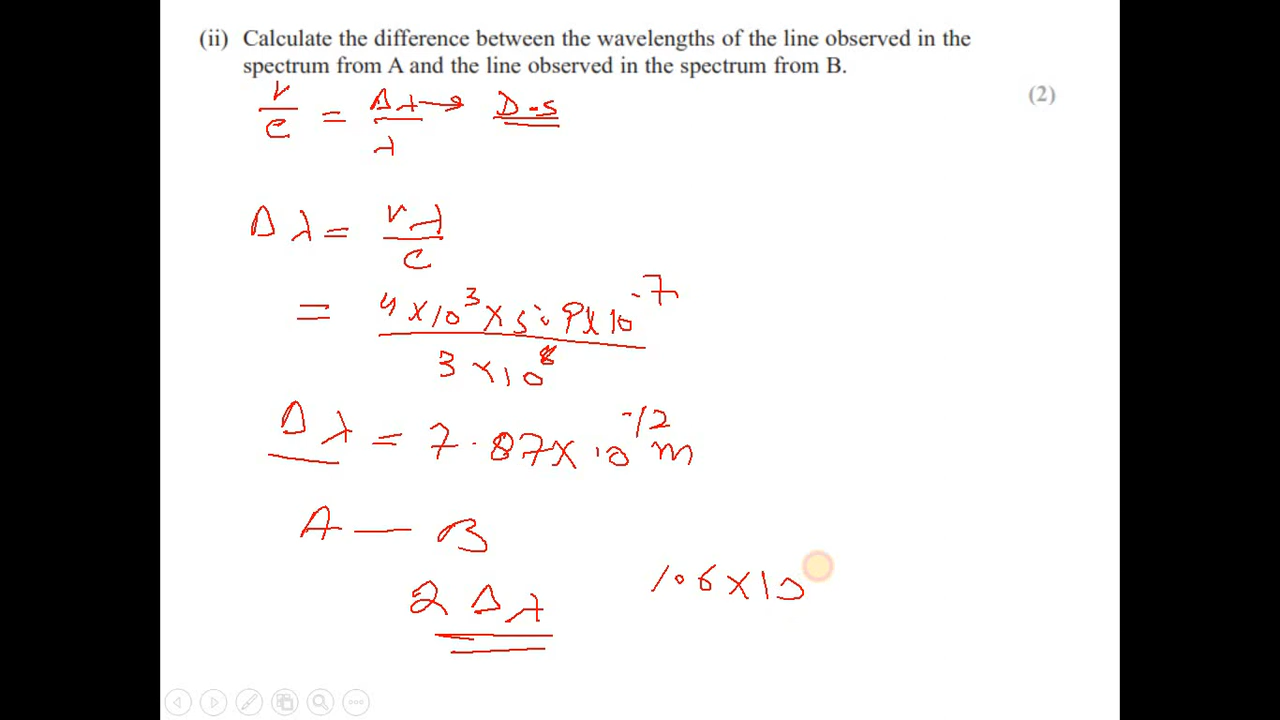 (ii) Calculate the difference between the wavelengths of the line observed in the
spectrum from A and the line observed in the spectrum from B.
(2)
v/c = Δλ/λ → D-S
Δλ = vλ/c
= 4×10³×5.9×10⁻⁷/3×10⁸
Δλ = 7.87×10⁻¹²m
A — B
2Δλ
1.6×10